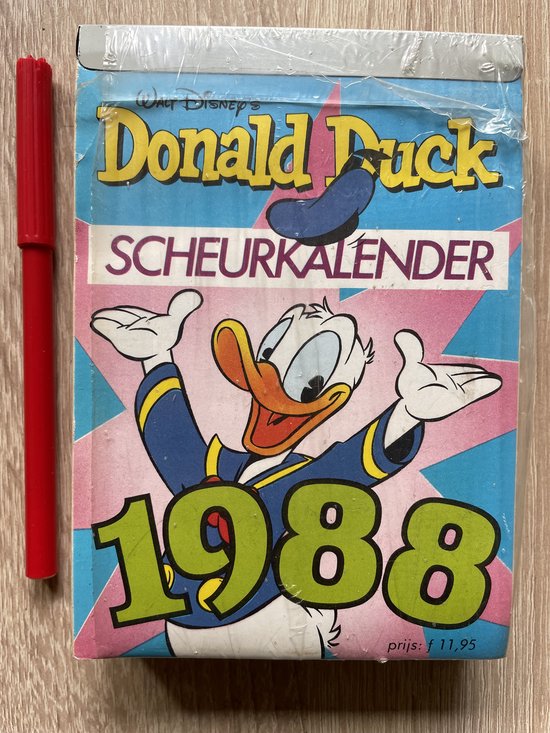 WALT DISNEY'S
Donald Duck
SCHEURKALENDER
1988
prijs: f 11,95